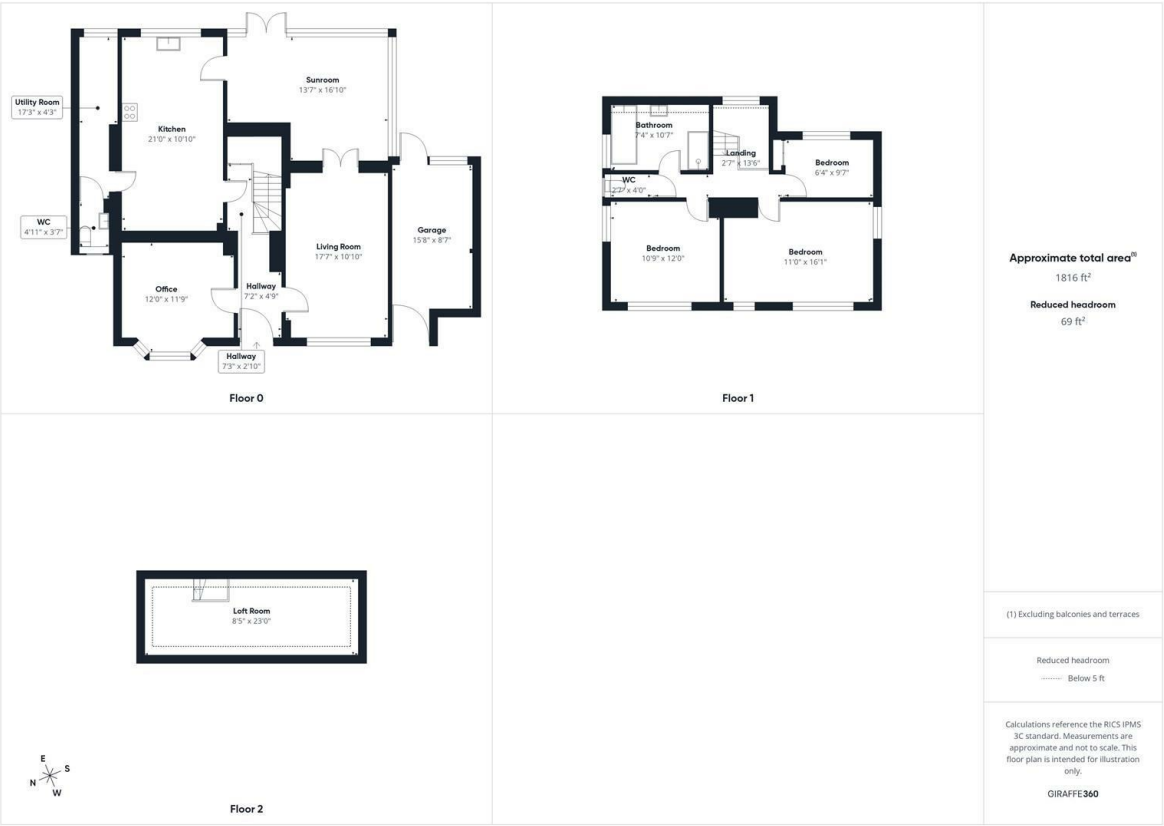 Sunroom
13'7" x 16'10"
Utility Room
17'3" x 4'3"
Kitchen
21'0" x 10'10"
WC
4'11" x 3'7"
Garage
15'8" x 8'7"
Living Room
17'7" x 10'10"
Office
12'0" x 11'9"
Hallway
7'2" x 4'9"
Hallway
7'3" x 2'10"
Floor 0
Bathroom
7'4" x 10'7"
Landing
2'7" x 13'6"
Bedroom
6'4" x 9'7"
WC
2'7" x 4'0"
Bedroom
10'9" x 12'0"
Bedroom
11'0" x 16'1"
Floor 1
Loft Room
8'5" x 23'0"
E
S
N
W
Floor 2
Approximate total area(1)
1816 ft²
Reduced headroom
69 ft²
(1) Excluding balconies and terraces
Reduced headroom
Below 5 ft
Calculations reference the RICS IPMS
3C standard. Measurements are
approximate and not to scale. This
floor plan is intended for illustration
only.
GIRAFFE360